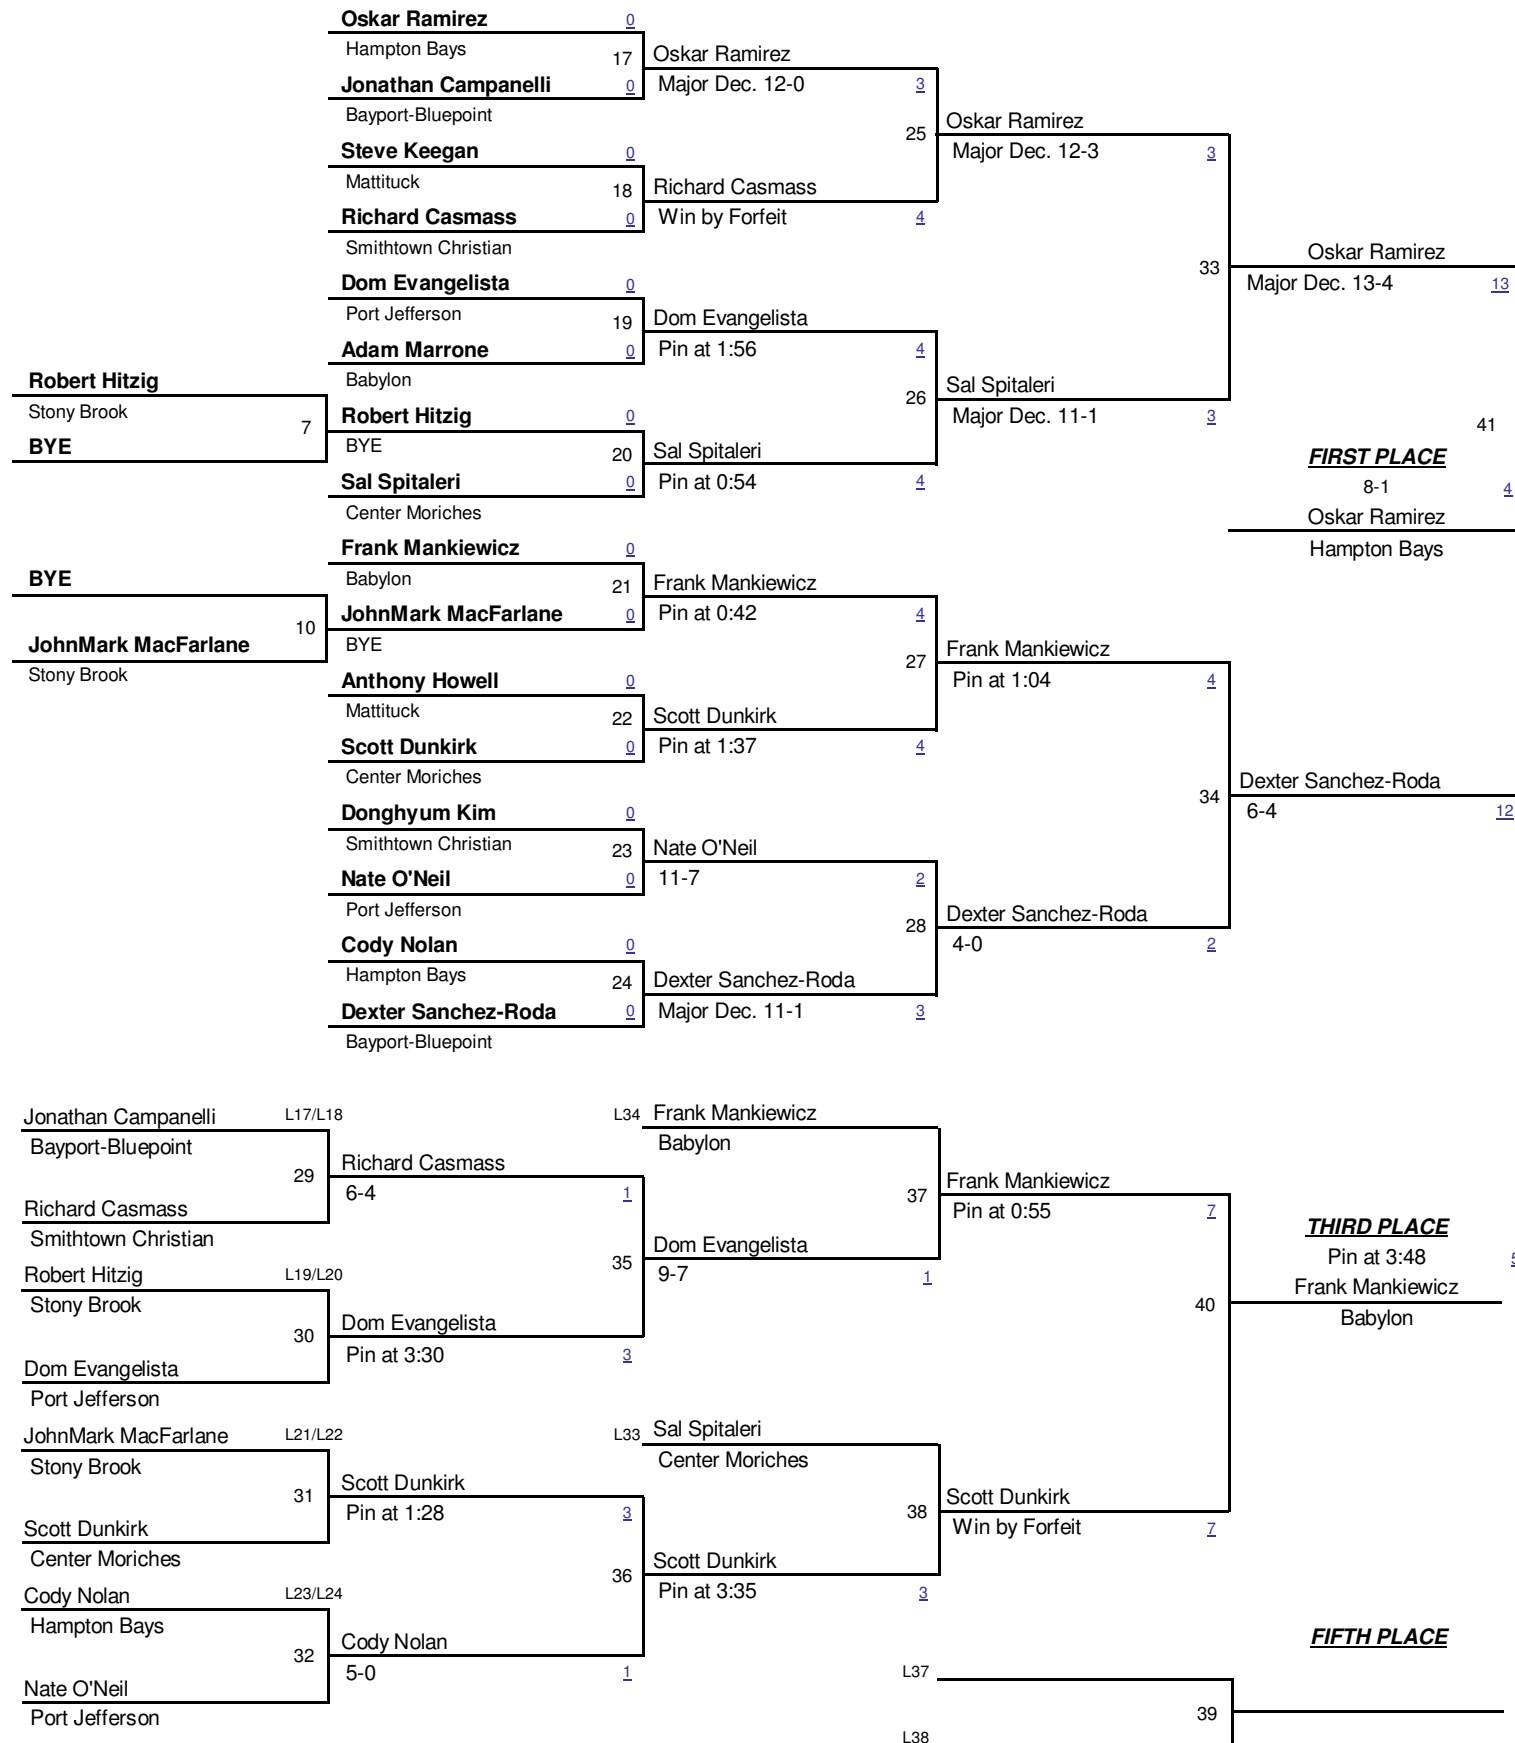 Oskar Ramirez 0
Hampton Bays
17
Oskar Ramirez
Jonathan Campanelli 0
Major Dec. 12-0 3
Bayport-Bluepoint
25
Oskar Ramirez
Steve Keegan 0
Major Dec. 12-3 3
Mattituck
18
Richard Casmass
Richard Casmass 0
Win by Forfeit 4
Smithtown Christian
33
Oskar Ramirez
Major Dec. 13-4 13
Dom Evangelista 0
Port Jefferson
19
Dom Evangelista
Adam Marrone 0
Pin at 1:56 4
Babylon
26
Sal Spitaleri
Major Dec. 11-1 3
Robert Hitzig
Stony Brook
7
BYE
Robert Hitzig 0
BYE
20
Sal Spitaleri
Sal Spitaleri 0
Pin at 0:54 4
Center Moriches
41
FIRST PLACE
8-1 4
Oskar Ramirez
Hampton Bays
Frank Mankiewicz 0
Babylon
21
Frank Mankiewicz
BYE
10
JohnMark MacFarlane
Stony Brook
JohnMark MacFarlane 0
Pin at 0:42 4
BYE
27
Frank Mankiewicz
Pin at 1:04 4
Anthony Howell 0
Mattituck
22
Scott Dunkirk
Scott Dunkirk 0
Pin at 1:37 4
Center Moriches
34
Dexter Sanchez-Roda
6-4 12
Donghyum Kim 0
Smithtown Christian
23
Nate O'Neil
Nate O'Neil 0
11-7 2
Port Jefferson
28
Dexter Sanchez-Roda
4-0 2
Cody Nolan 0
Hampton Bays
24
Dexter Sanchez-Roda
Dexter Sanchez-Roda 0
Major Dec. 11-1 3
Bayport-Bluepoint
Jonathan Campanelli L17/L18
Bayport-Bluepoint
29
Richard Casmass
6-4 1
Richard Casmass
Smithtown Christian
Robert Hitzig L19/L20
Stony Brook
30
Dom Evangelista
Pin at 3:30 3
Dom Evangelista
Port Jefferson
L34 Frank Mankiewicz
Babylon
37
Frank Mankiewicz
Pin at 0:55 7
35
Dom Evangelista
9-7 1
THIRD PLACE
Pin at 3:48 5
Frank Mankiewicz
40
Babylon
JohnMark MacFarlane L21/L22
Stony Brook
31
Scott Dunkirk
Pin at 1:28 3
Scott Dunkirk
Center Moriches
Cody Nolan L23/L24
Hampton Bays
32
Cody Nolan
5-0 1
Nate O'Neil
Port Jefferson
L33 Sal Spitaleri
Center Moriches
38
Scott Dunkirk
Win by Forfeit 7
36
Scott Dunkirk
Pin at 3:35 3
FIFTH PLACE
L37
39
L38